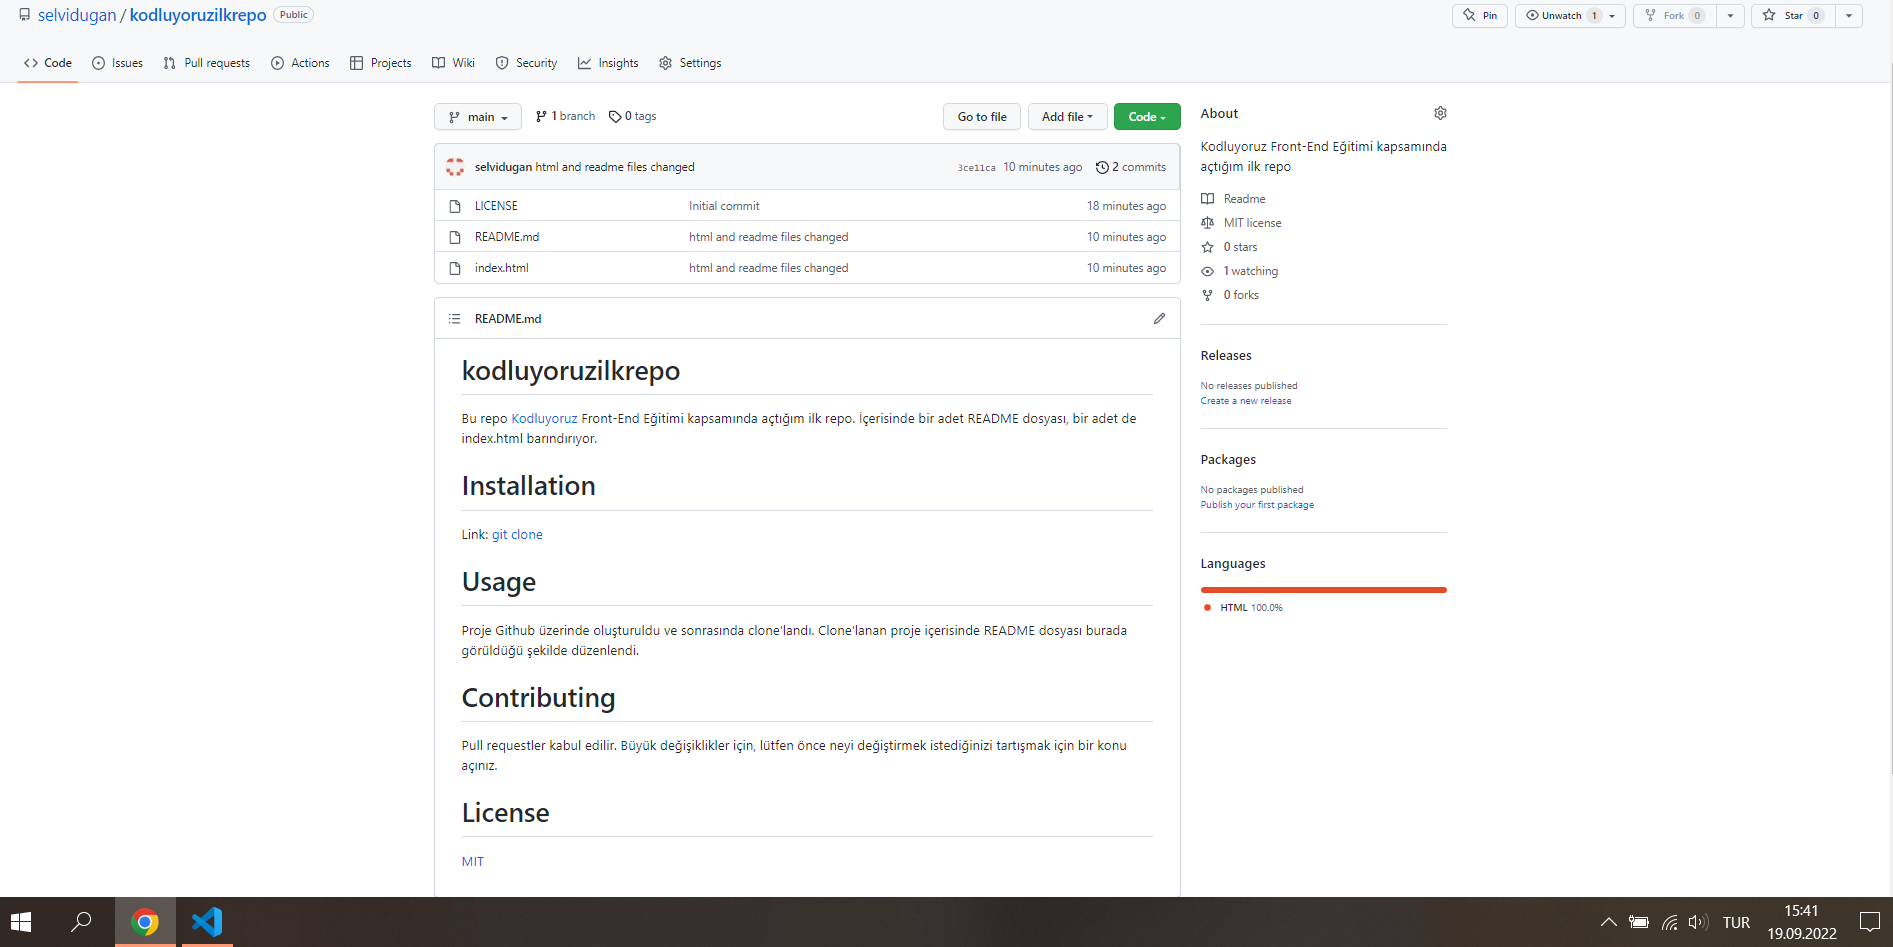 selvidugan / kodluyoruzilkrepo Public
Pin Unwatch 1 Fork 0 Star 0
Code Issues Pull requests Actions Projects Wiki Security Insights Settings
main 1 branch 0 tags Go to file Add file Code
selvidugan html and readme files changed 3ce11ca 10 minutes ago 2 commits
LICENSE Initial commit 18 minutes ago
README.md html and readme files changed 10 minutes ago
index.html html and readme files changed 10 minutes ago
README.md
kodluyoruzilkrepo
Bu repo Kodluyoruz Front-End Eğitimi kapsamında açtığım ilk repo. İçerisinde bir adet README dosyası, bir adet de
index.html barındırıyor.
Installation
Link: git clone
Usage
Proje Github üzerinde oluşturuldu ve sonrasında clone'landı. Clone'lanan proje içerisinde README dosyası burada
görüldüğü şekilde düzenlendi.
Contributing
Pull requestler kabul edilir. Büyük değişiklikler için, lütfen önce neyi değiştirmek istediğinizi tartışmak için bir konu
açınız.
License
MIT
About
Kodluyoruz Front-End Eğitimi kapsamında
açtığım ilk repo
Readme
MIT license
0 stars
1 watching
0 forks
Releases
No releases published
Create a new release
Packages
No packages published
Publish your first package
Languages
HTML 100.0%
TUR
15:41
19.09.2022